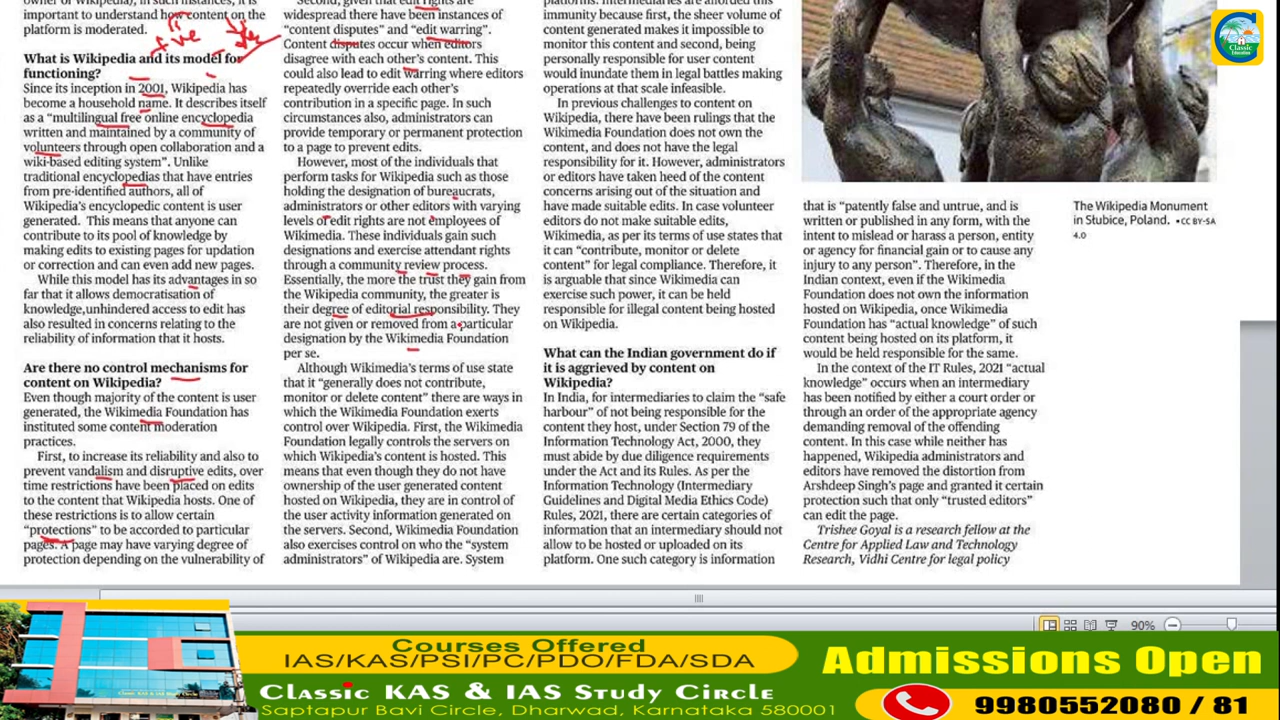 owner of Wikipedia), in such instances, it is
important to understand how content on the
platform is moderated.
What is Wikipedia and its model for
functioning?
Since its inception in 2001, Wikipedia has
become a household name. It describes itself
as a “multilingual free online encyclopedia
written and maintained by a community of
volunteers through open collaboration and a
wiki-based editing system”. Unlike
traditional encyclopedias that have entries
from pre-identified authors, all of
Wikipedia’s encyclopedic content is user
generated. This means that anyone can
contribute to its pool of knowledge by
making edits to existing pages for updation
or correction and can even add new pages.
While this model has its advantages in so
far that it allows democratisation of
knowledge,unhindered access to edit has
also resulted in concerns relating to the
reliability of information that it hosts.
Are there no control mechanisms for
content on Wikipedia?
Even though majority of the content is user
generated, the Wikimedia Foundation has
instituted some content moderation
practices.
First, to increase its reliability and also to
prevent vandalism and disruptive edits, over
time restrictions have been placed on edits
to the content that Wikipedia hosts. One of
these restrictions is to allow certain
“protections” to be accorded to particular
pages. A page may have varying degree of
protection depending on the vulnerability of
Second, given that edit rights are
widespread there have been instances of
“content disputes” and “edit warring”.
Content disputes occur when editors
disagree with each other’s content. This
could also lead to edit warring where editors
repeatedly override each other’s
contribution in a specific page. In such
circumstances also, administrators can
provide temporary or permanent protection
to a page to prevent edits.
However, most of the individuals that
perform tasks for Wikipedia such as those
holding the designation of bureaucrats,
administrators or other editors with varying
levels of edit rights are not employees of
Wikimedia. These individuals gain such
designations and exercise attendant rights
through a community review process.
Essentially, the more the trust they gain from
the Wikipedia community, the greater is
their degree of editorial responsibility. They
are not given or removed from a particular
designation by the Wikimedia Foundation
per se.
Although Wikimedia’s terms of use state
that it “generally does not contribute,
monitor or delete content” there are ways in
which the Wikimedia Foundation exerts
control over Wikipedia. First, the Wikimedia
Foundation legally controls the servers on
which Wikipedia’s content is hosted. This
means that even though they do not have
ownership of the user generated content
hosted on Wikipedia, they are in control of
the user activity information generated on
the servers. Second, Wikimedia Foundation
also exercises control on who the “system
administrators” of Wikipedia are. System
platforms. Intermediaries are afforded this
immunity because first, the sheer volume of
content generated makes it impossible to
monitor this content and second, being
personally responsible for user content
would inundate them in legal battles making
operations at that scale infeasible.
In previous challenges to content on
Wikipedia, there have been rulings that the
Wikimedia Foundation does not own the
content, and does not have the legal
responsibility for it. However, administrators
or editors have taken heed of the content
concerns arising out of the situation and
have made suitable edits. In case volunteer
editors do not make suitable edits,
Wikimedia, as per its terms of use states that
it can “contribute, monitor or delete
content” for legal compliance. Therefore, it
is arguable that since Wikimedia can
exercise such power, it can be held
responsible for illegal content being hosted
on Wikipedia.
What can the Indian government do if
it is aggrieved by content on
Wikipedia?
In India, for intermediaries to claim the “safe
harbour” of not being responsible for the
content they host, under Section 79 of the
Information Technology Act, 2000, they
must abide by due diligence requirements
under the Act and its Rules. As per the
Information Technology (Intermediary
Guidelines and Digital Media Ethics Code)
Rules, 2021, there are certain categories of
information that an intermediary should not
allow to be hosted or uploaded on its
platform. One such category is information
that is “patently false and untrue, and is
written or published in any form, with the
intent to mislead or harass a person, entity
or agency for financial gain or to cause any
injury to any person”. Therefore, in the
Indian context, even if the Wikimedia
Foundation does not own the information
hosted on Wikipedia, once Wikimedia
Foundation has “actual knowledge” of such
content being hosted on its platform, it
would be held responsible for the same.
In the context of the IT Rules, 2021 “actual
knowledge” occurs when an intermediary
has been notified by either a court order or
through an order of the appropriate agency
demanding removal of the offending
content. In this case while neither has
happened, Wikipedia administrators and
editors have removed the distortion from
Arshdeep Singh’s page and granted it certain
protection such that only “trusted editors”
can edit the page.
Trishee Goyal is a research fellow at the
Centre for Applied Law and Technology
Research, Vidhi Centre for legal policy
The Wikipedia Monument
in Stubice, Poland. •CC BY-SA
4.0
Classic
Education
90%
Courses Offered
IAS/KAS/PSI/PC/PDO/FDA/SDA
Classic KAS & IAS Study Circle
Saptapur Bavi Circle, Dharwad, Karnataka 580001
Admissions Open
9980552080 / 81